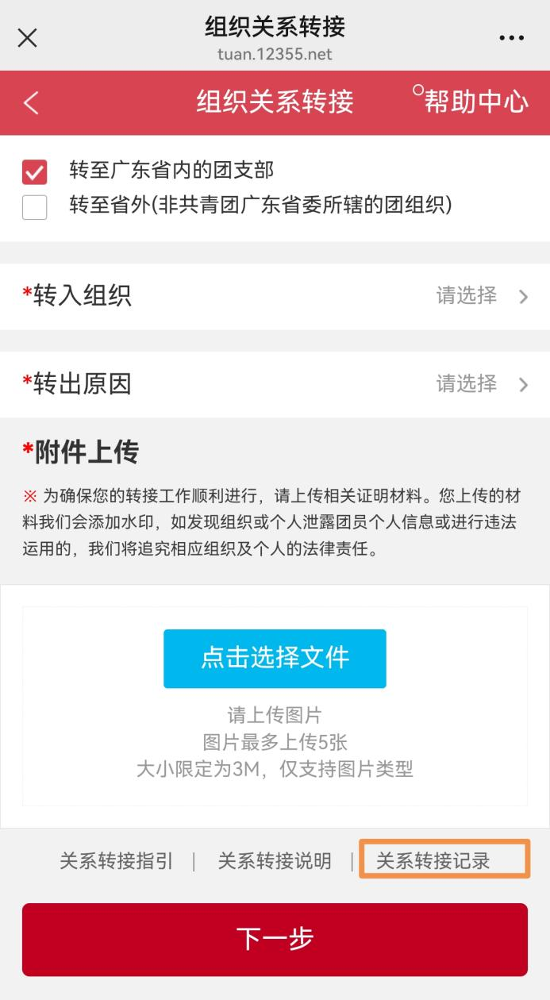 组织关系转接
tuan.12355.net
组织关系转接
帮助中心
转至广东省内的团支部
转至省外(非共青团广东省委所辖的团组织)
*转入组织 请选择
*转出原因 请选择
*附件上传
※ 为确保您的转接工作顺利进行，请上传相关证明材料。您上传的材
料我们会添加水印，如发现组织或个人泄露团员个人信息或进行违法
运用的，我们将追究相应组织及个人的法律责任。
点击选择文件
请上传图片
图片最多上传5张
大小限定为3M，仅支持图片类型
关系转接指引 | 关系转接说明 | 关系转接记录
下一步